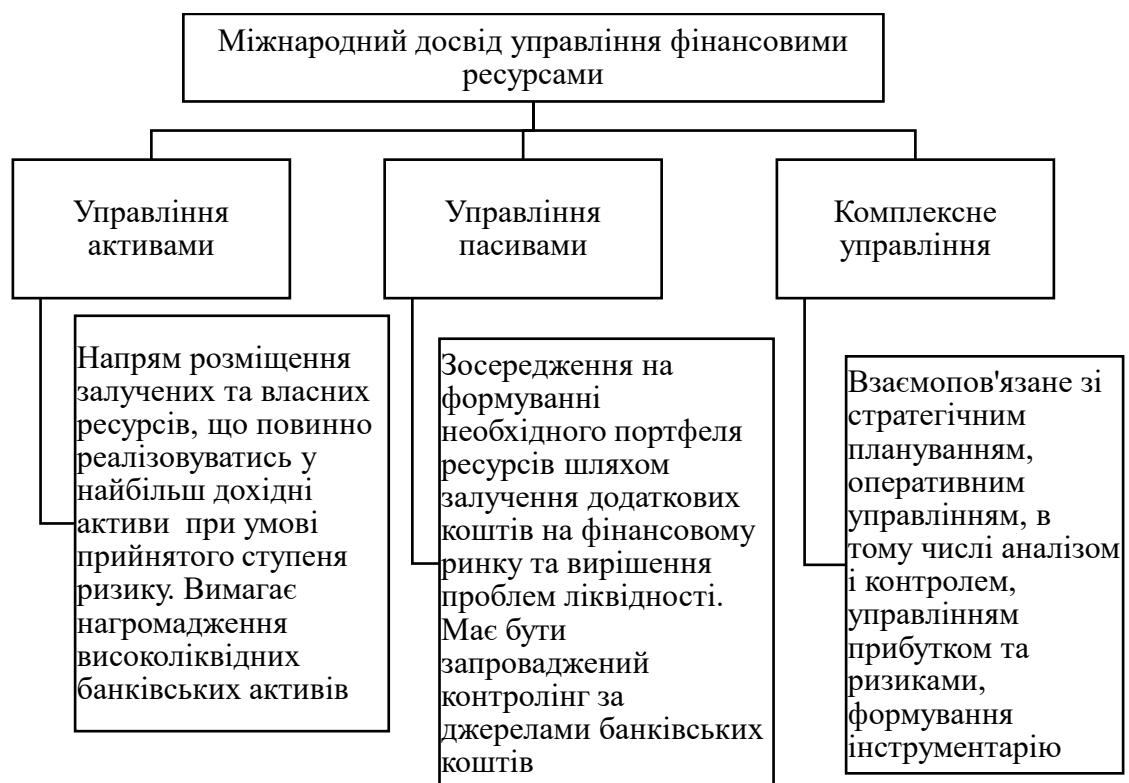 Міжнародний досвід управління фінансовими
ресурсами
Управління
активами
Управління
пасивами
Комплексне
управління
Напрям розміщення
залучених та власних
ресурсів, що повинно
реалізовуватись у
найбільш дохідні
активи при умові
прийнятого ступеня
ризику. Вимагає
нагромадження
високоліквідних
банківських активів
Зосередження на
формуванні
необхідного портфеля
ресурсів шляхом
залучення додаткових
коштів на фінансовому
ринку та вирішення
проблем ліквідності.
Має бути
запроваджений
контролінг за
джерелами банківських
коштів
Взаємопов'язане зі
стратегічним
плануванням,
оперативним
управлінням, в
тому числі аналізом
і контролем,
управлінням
прибутком та
ризиками,
формування
інструментарію